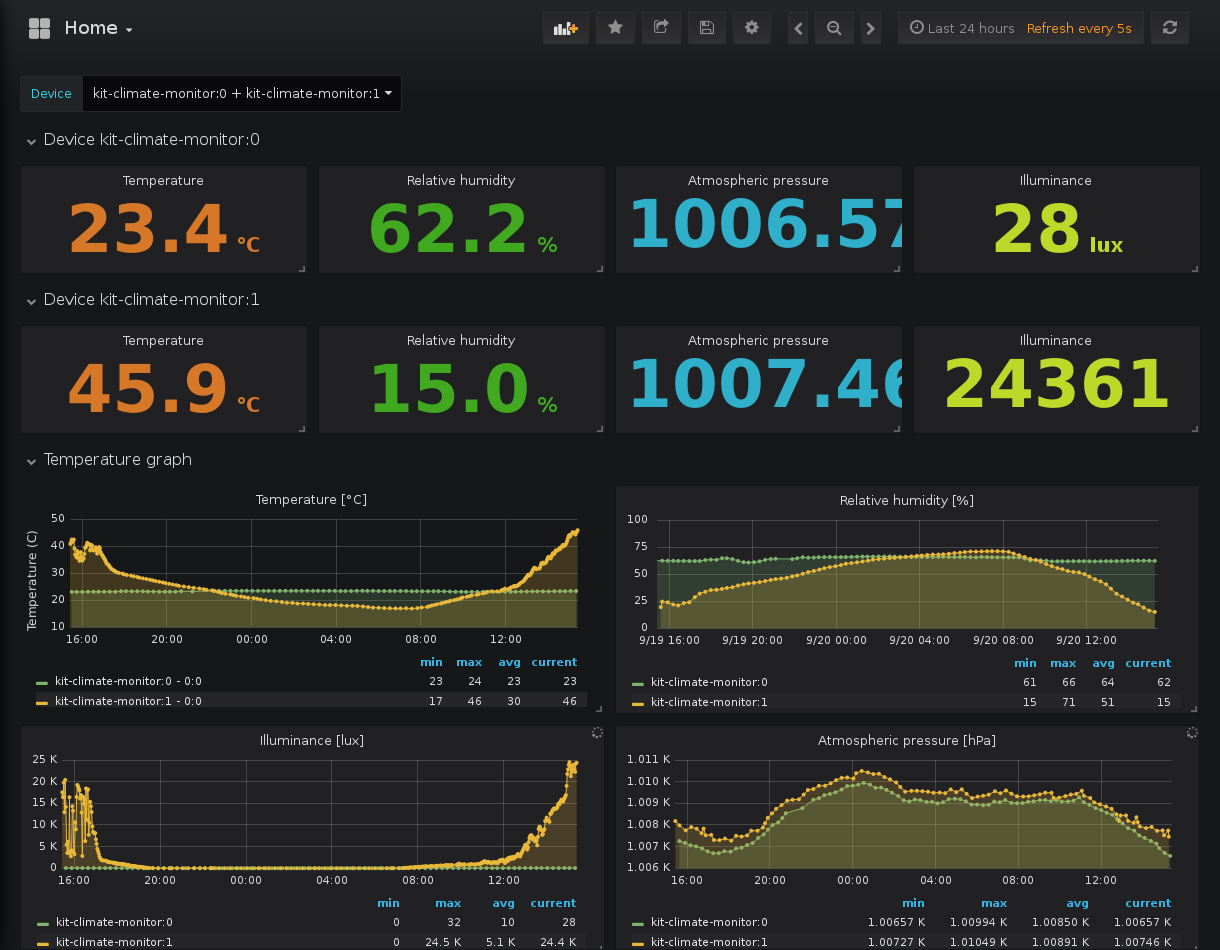 Home
Last 24 hours Refresh every 5s
Device kit-climate-monitor:0 + kit-climate-monitor:1
Device kit-climate-monitor:0
Temperature Relative humidity Atmospheric pressure Illuminance
23.4 °C 62.2 % 1006.57 28 lux
Device kit-climate-monitor:1
Temperature Relative humidity Atmospheric pressure Illuminance
45.9 °C 15.0 % 1007.46 24361
Temperature graph
Temperature [°C]
Temperature (C)
50
40
30
20
10
16:00 20:00 00:00 04:00 08:00 12:00
min max avg current
kit-climate-monitor:0 - 0:0 23 24 23 23
kit-climate-monitor:1 - 0:0 17 46 30 46
Relative humidity [%]
100
75
50
25
0
9/19 16:00 9/19 20:00 9/20 00:00 9/20 04:00 9/20 08:00 9/20 12:00
min max avg current
kit-climate-monitor:0 61 66 64 62
kit-climate-monitor:1 15 71 51 15
Illuminance [lux]
25 K
20 K
15 K
10 K
5 K
0
16:00 20:00 00:00 04:00 08:00 12:00
min max avg current
kit-climate-monitor:0 0 32 10 28
kit-climate-monitor:1 0 24.5 K 5.1 K 24.4 K
Atmospheric pressure [hPa]
1.011 K
1.010 K
1.009 K
1.008 K
1.007 K
1.006 K
16:00 20:00 00:00 04:00 08:00 12:00
min max avg current
kit-climate-monitor:0 1.00657 K 1.00994 K 1.00850 K 1.00657 K
kit-climate-monitor:1 1.00727 K 1.01049 K 1.00891 K 1.00746 K